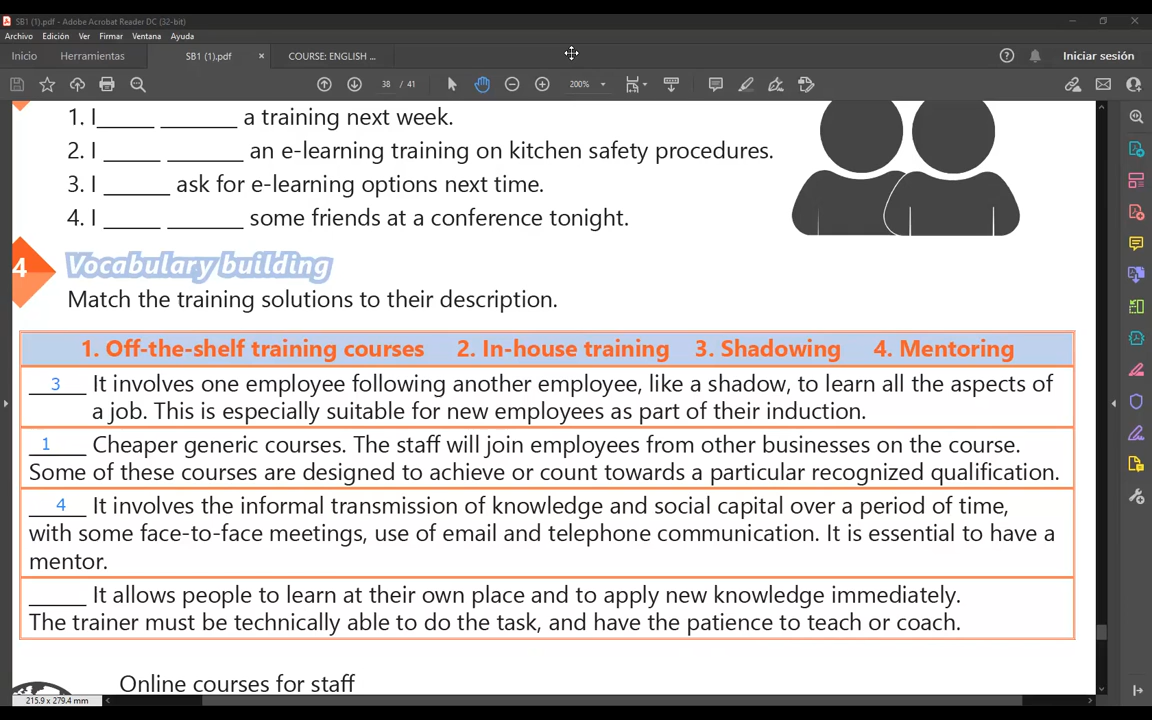 SB1 (1).pdf - Adobe Acrobat Reader DC (32-bit)
Archivo Edición Ver Firmar Ventana Ayuda
Inicio Herramientas SB1 (1).pdf × COURSE: ENGLISH ... Iniciar sesión
38 / 41 200%
1. I_____ _______ a training next week.
2. I _____ _______ an e-learning training on kitchen safety procedures.
3. I ______ ask for e-learning options next time.
4. I _____ _______ some friends at a conference tonight.
4 Vocabulary building
Match the training solutions to their description.
1. Off-the-shelf training courses 2. In-house training 3. Shadowing 4. Mentoring
__3__ It involves one employee following another employee, like a shadow, to learn all the aspects of
a job. This is especially suitable for new employees as part of their induction.
__1__ Cheaper generic courses. The staff will join employees from other businesses on the course.
Some of these courses are designed to achieve or count towards a particular recognized qualification.
__4__ It involves the informal transmission of knowledge and social capital over a period of time,
with some face-to-face meetings, use of email and telephone communication. It is essential to have a
mentor.
_____ It allows people to learn at their own place and to apply new knowledge immediately.
The trainer must be technically able to do the task, and have the patience to teach or coach.
Online courses for staff
215.9 x 279.4 mm